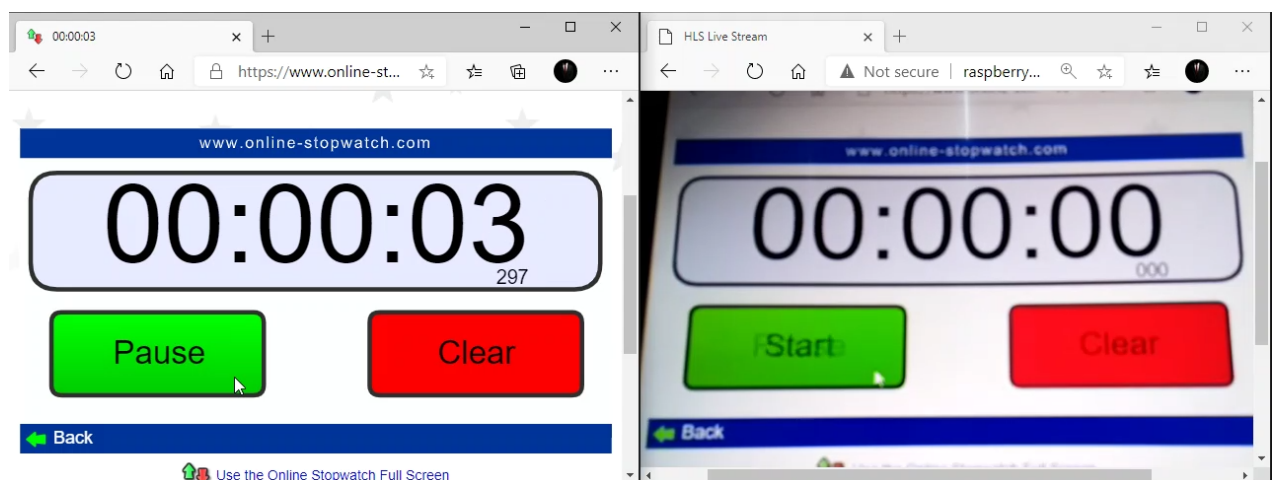 00:00:03
https://www.online-st...
www.online-stopwatch.com
00:00:03
297
Pause
Clear
Back
Use the Online Stopwatch Full Screen
HLS Live Stream
Not secure | raspberry...
www.online-stopwatch.com
00:00:00
000
Start
Clear
Back